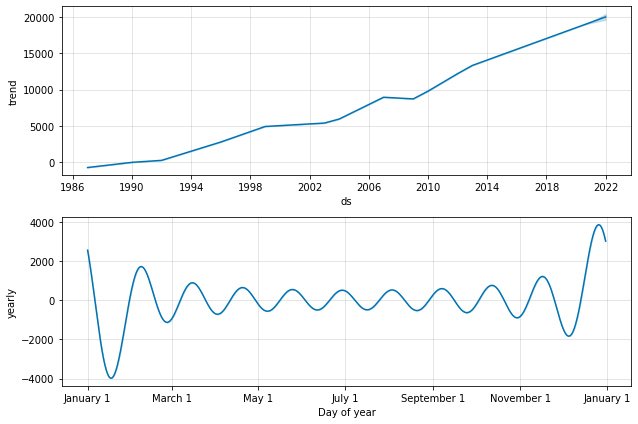 20000
15000
10000
5000
0
trend
1986 1990 1994 1998 2002 2006 2010 2014 2018 2022
ds
4000
2000
0
−2000
−4000
yearly
January 1 March 1 May 1 July 1 September 1 November 1 January 1
Day of year